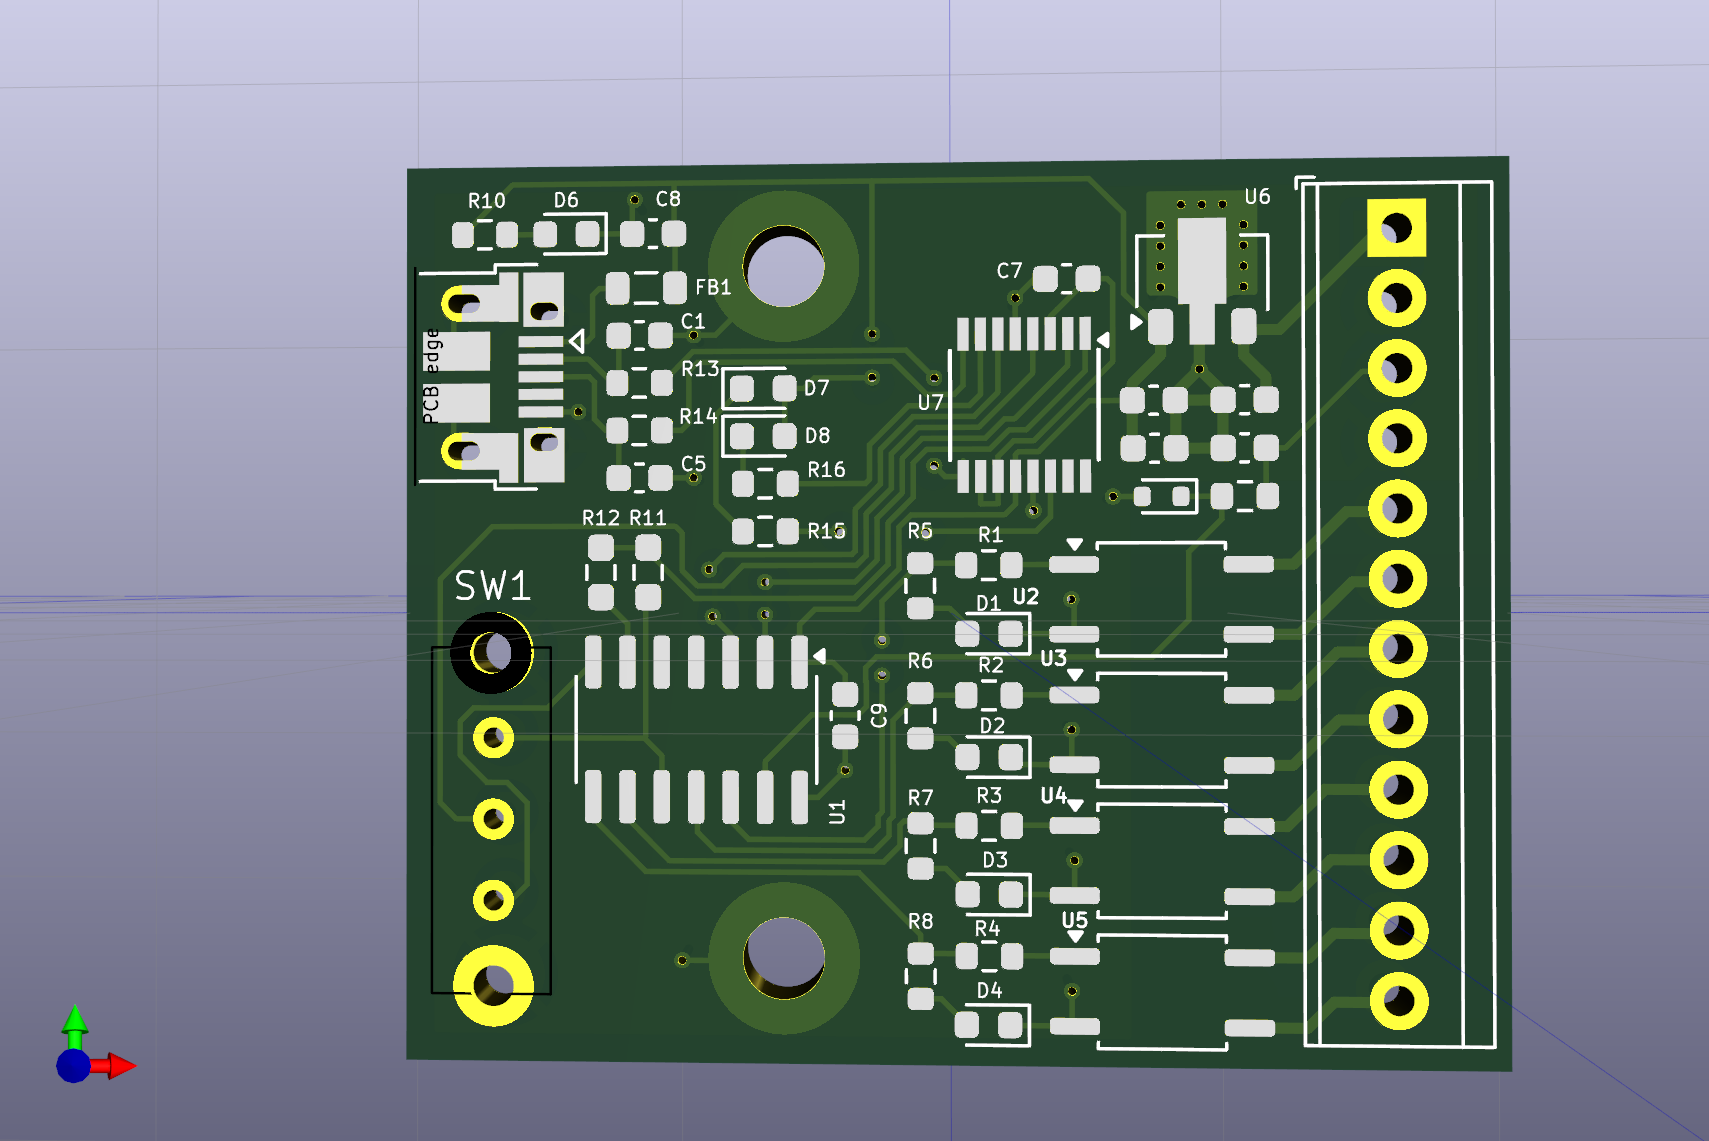 R10 D6 C8 U6
C7
FB1
C1
PCB edge
R13
D7
U7
R14
D8
C5
R16
R12 R11
R15
R5
R1
SW1
D1
U2
U3
R6
R2
C9
D2
U4
R7
R3
U1
D3
U5
R8
R4
D4